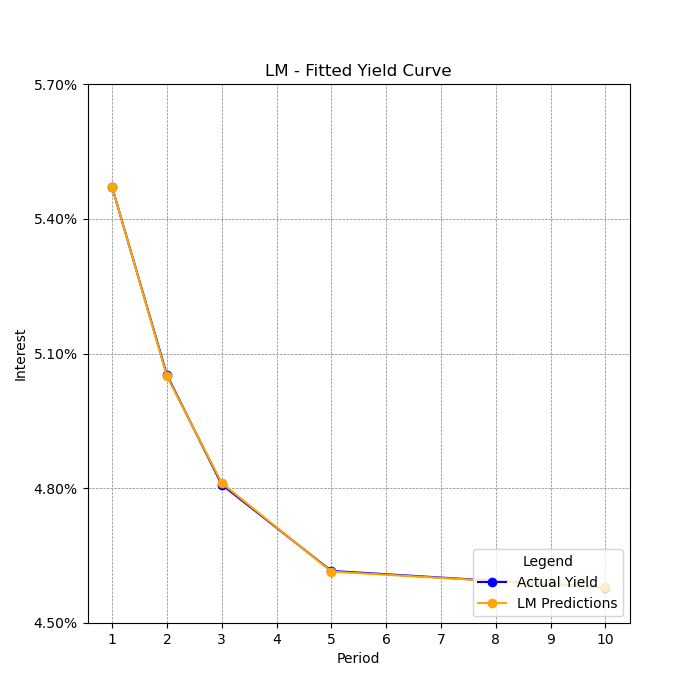 LM - Fitted Yield Curve
5.70%
5.40%
5.10%
4.80%
4.50%
Interest
Legend
Actual Yield
LM Predictions
1 2 3 4 5 6 7 8 9 10
Period